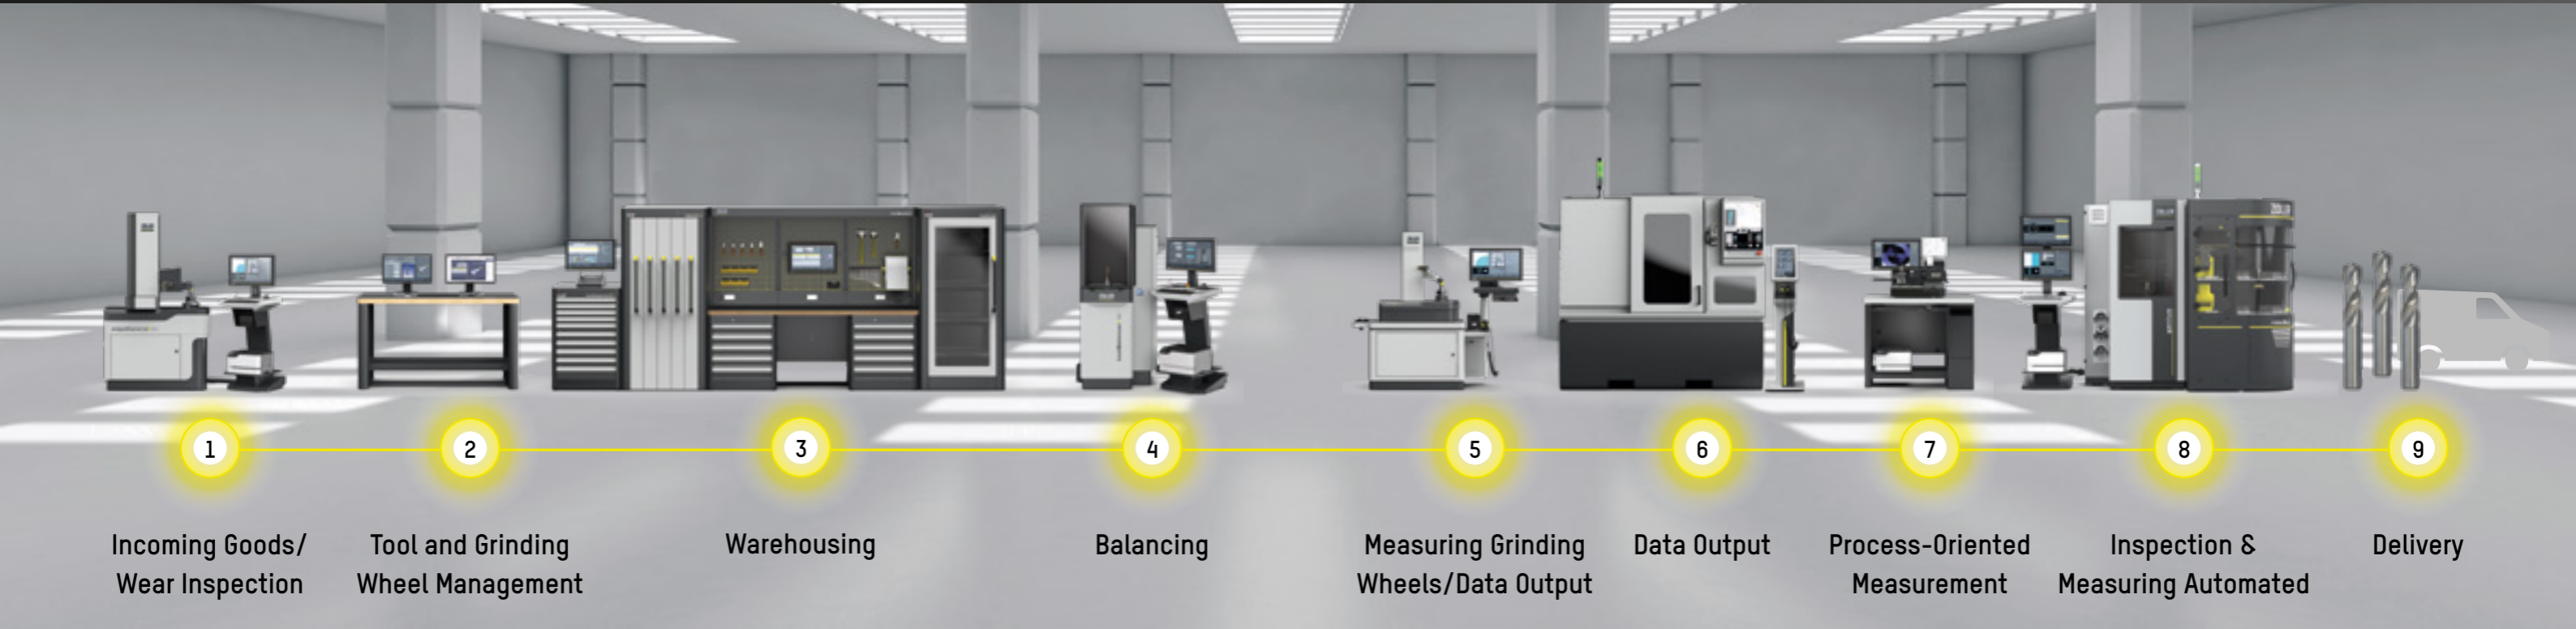 1
2
3
4
5
6
7
8
9
Incoming Goods/
Wear Inspection
Tool and Grinding
Wheel Management
Warehousing
Balancing
Measuring Grinding
Wheels/Data Output
Data Output
Process-Oriented
Measurement
Inspection &
Measuring Automated
Delivery